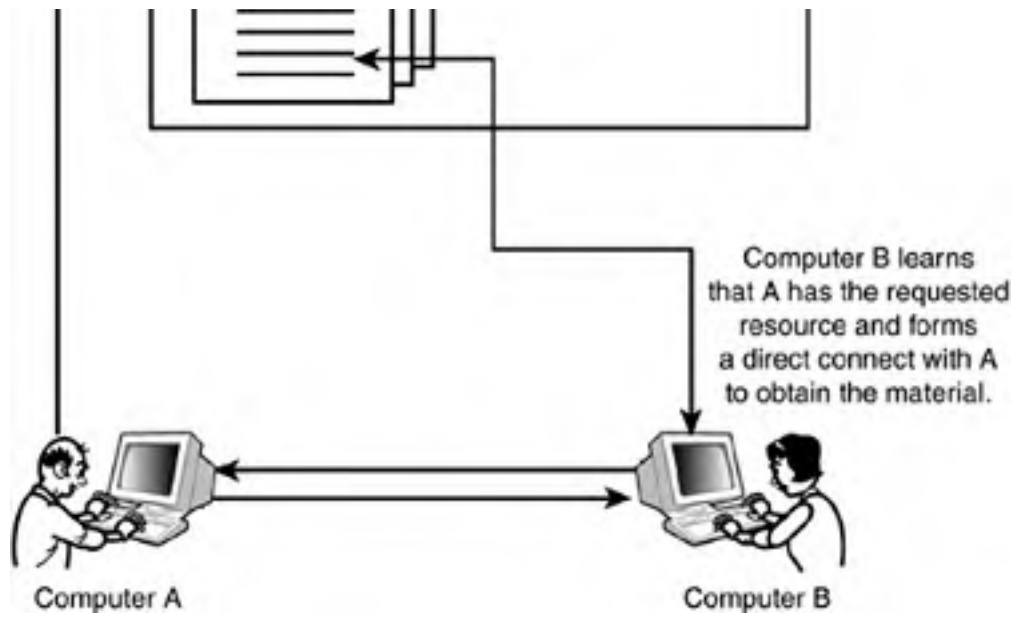 Computer B learns
that A has the requested
resource and forms
a direct connect with A
to obtain the material.
Computer A
Computer B